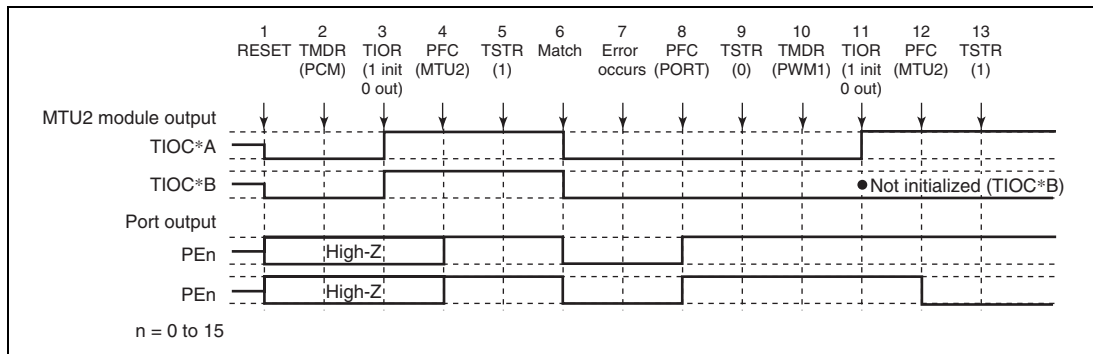 1 2 3 4 5 6 7 8 9 10 11 12 13
RESET TMDR TIOR PFC TSTR Match Error PFC TSTR TMDR TIOR PFC TSTR
(PCM) (1 init (MTU2) (1) occurs (PORT) (0) (PWM1) (1 init (MTU2) (1)
0 out) 0 out)
MTU2 module output
TIOC*A
TIOC*B
Not initialized (TIOC*B)
Port output
PEn
High-Z
PEn
High-Z
n = 0 to 15